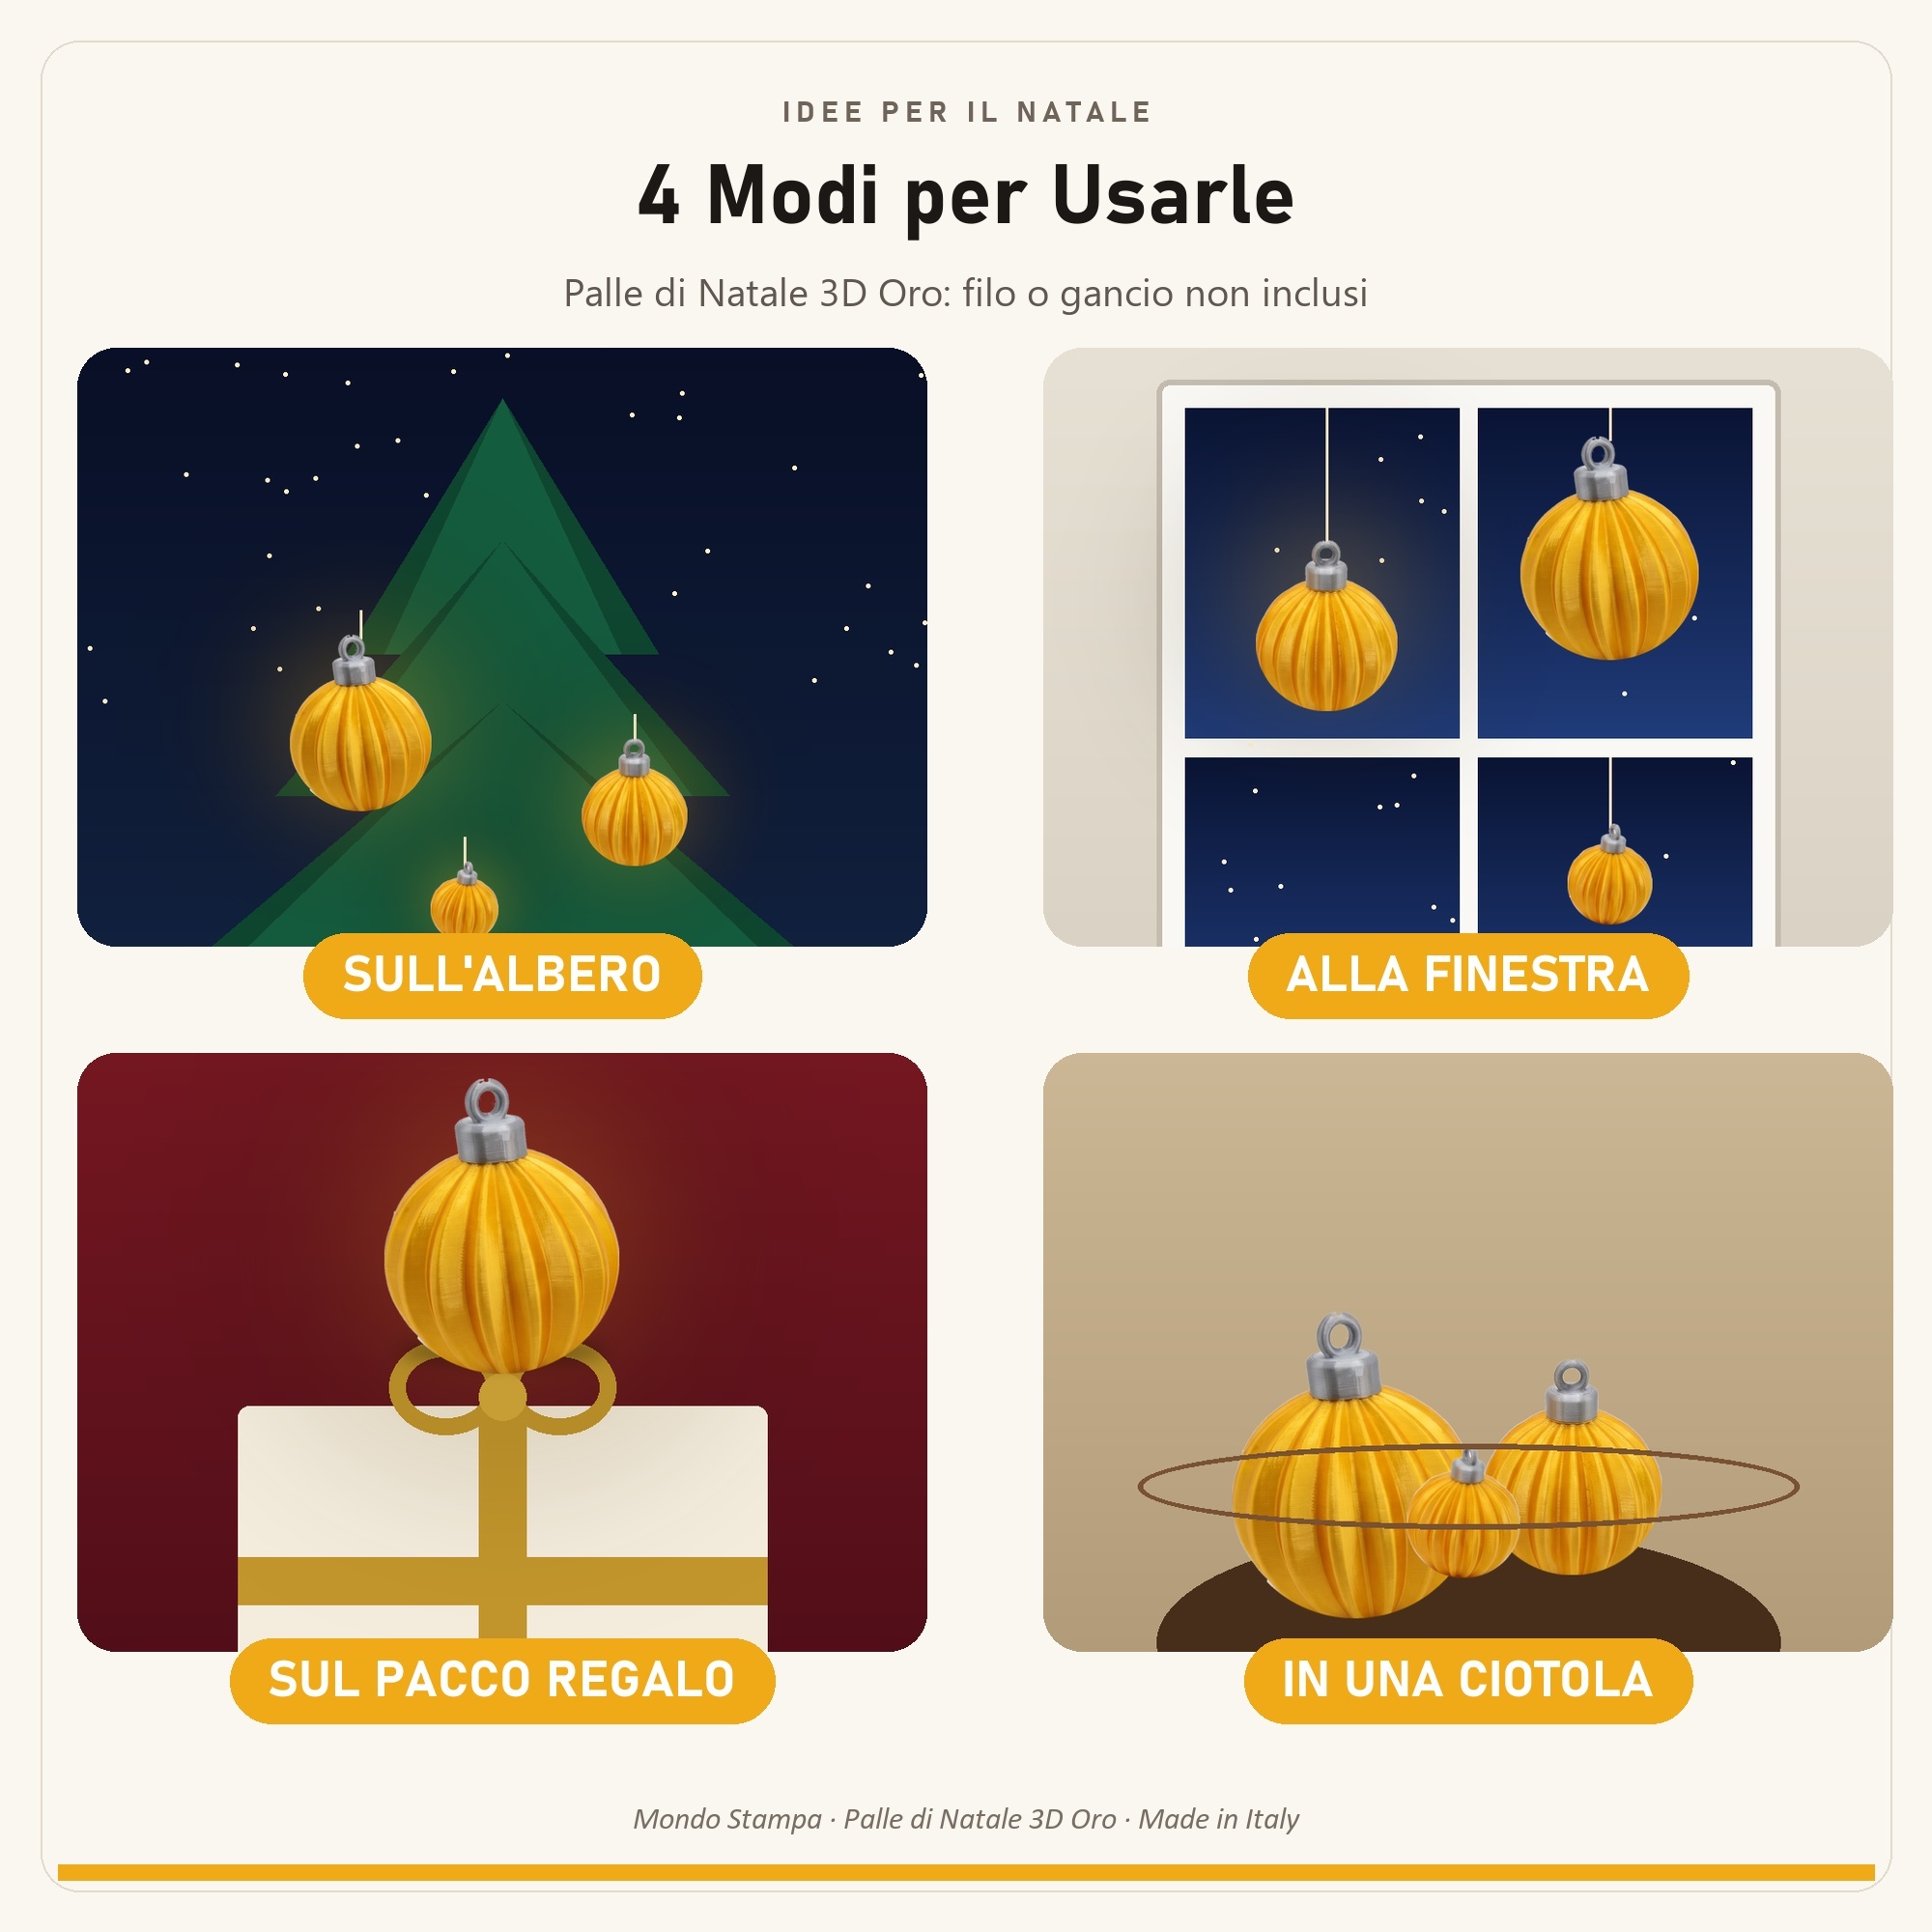 IDEE PER IL NATALE
4 Modi per Usarle
Palle di Natale 3D Oro: filo o gancio non inclusi
SULL'ALBERO
ALLA FINESTRA
SUL PACCO REGALO
IN UNA CIOTOLA
Mondo Stampa · Palle di Natale 3D Oro · Made in Italy